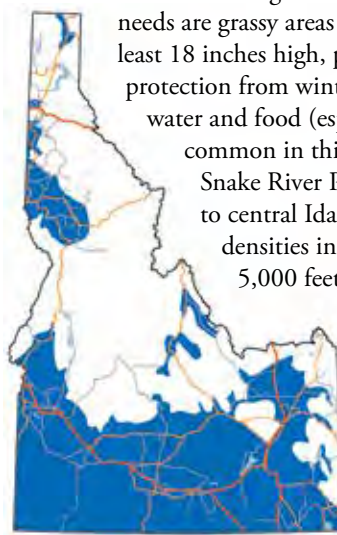 needs are grassy areas
least 18 inches high, p
protection from wint
water and food (esp
common in thi
Snake River P
to central Ida
densities in
5,000 feet